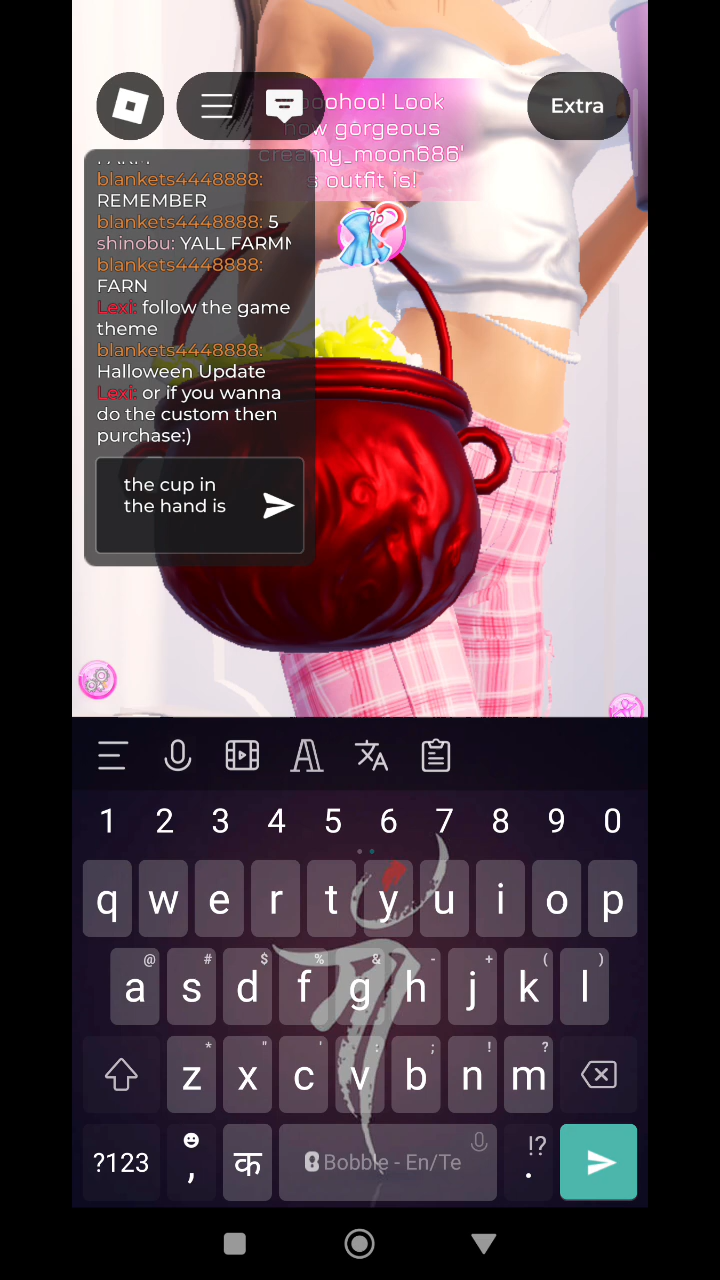 Extra
oohoo! Look
how gorgeous
creamy_moon686'
s outfit is!
blankets4448888:
REMEMBER
blankets4448888: 5
shinobu: YALL FARM
blankets4448888:
FARN
Lexi: follow the game
theme
blankets4448888:
Halloween Update
Lexi: or if you wanna
do the custom then
purchase:)
the cup in
the hand is
1 2 3 4 5 6 7 8 9 0
q w e r t y u i o p
@ # $ % & - + ( )
a s d f g h j k l
* " ' : ; ! ?
z x c v b n m
?123 , क Bobble - En/Te !? .